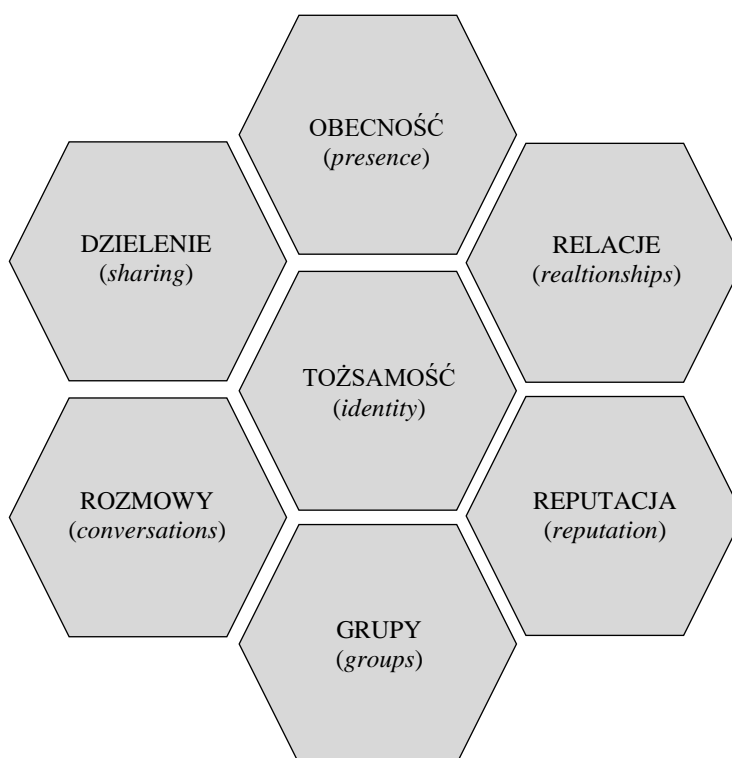 OBECNOŚĆ
(presence)
DZIELENIE
(sharing)
RELACJE
(realtionships)
TOŻSAMOŚĆ
(identity)
ROZMOWY
(conversations)
REPUTACJA
(reputation)
GRUPY
(groups)